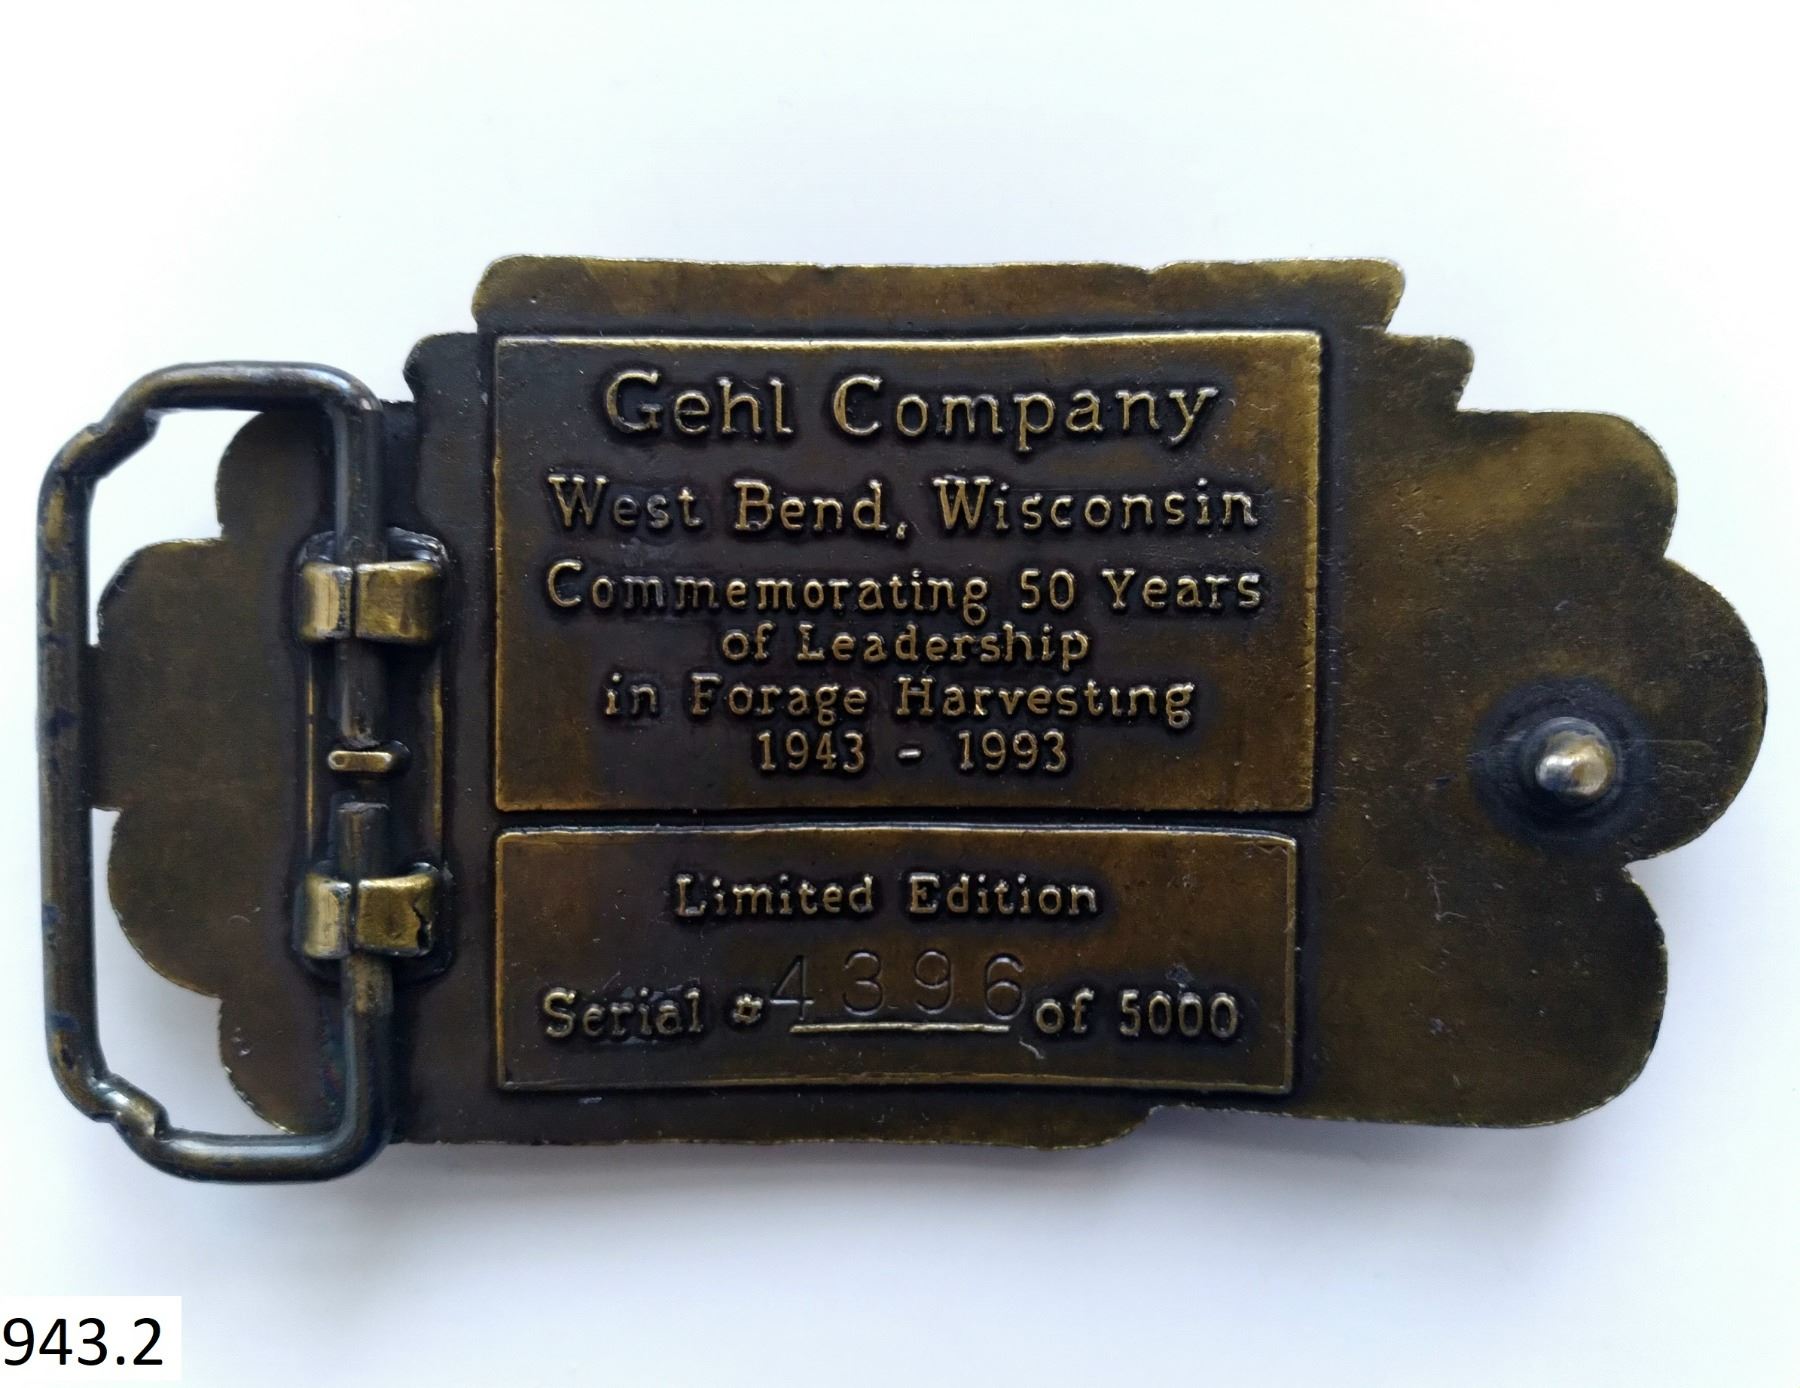 Gehl Company
West Bend, Wisconsin
Commemorating 50 Years
of Leadership
in Forage Harvesting
1943 - 1993
Limited Edition
Serial # 4396 of 5000
943.2